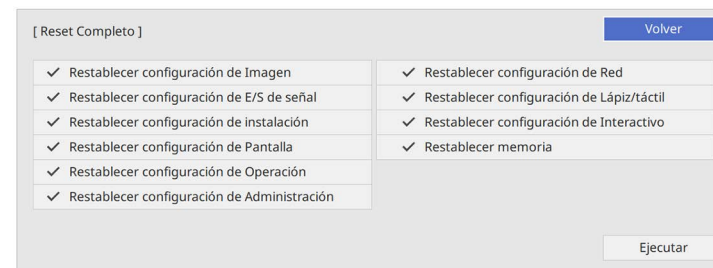 [ Reset Completo ]
Volver
Restablecer configuración de Imagen
Restablecer configuración de E/S de señal
Restablecer configuración de instalación
Restablecer configuración de Pantalla
Restablecer configuración de Operación
Restablecer configuración de Administración
Restablecer configuración de Red
Restablecer configuración de Lápiz/táctil
Restablecer configuración de Interactivo
Restablecer memoria
Ejecutar